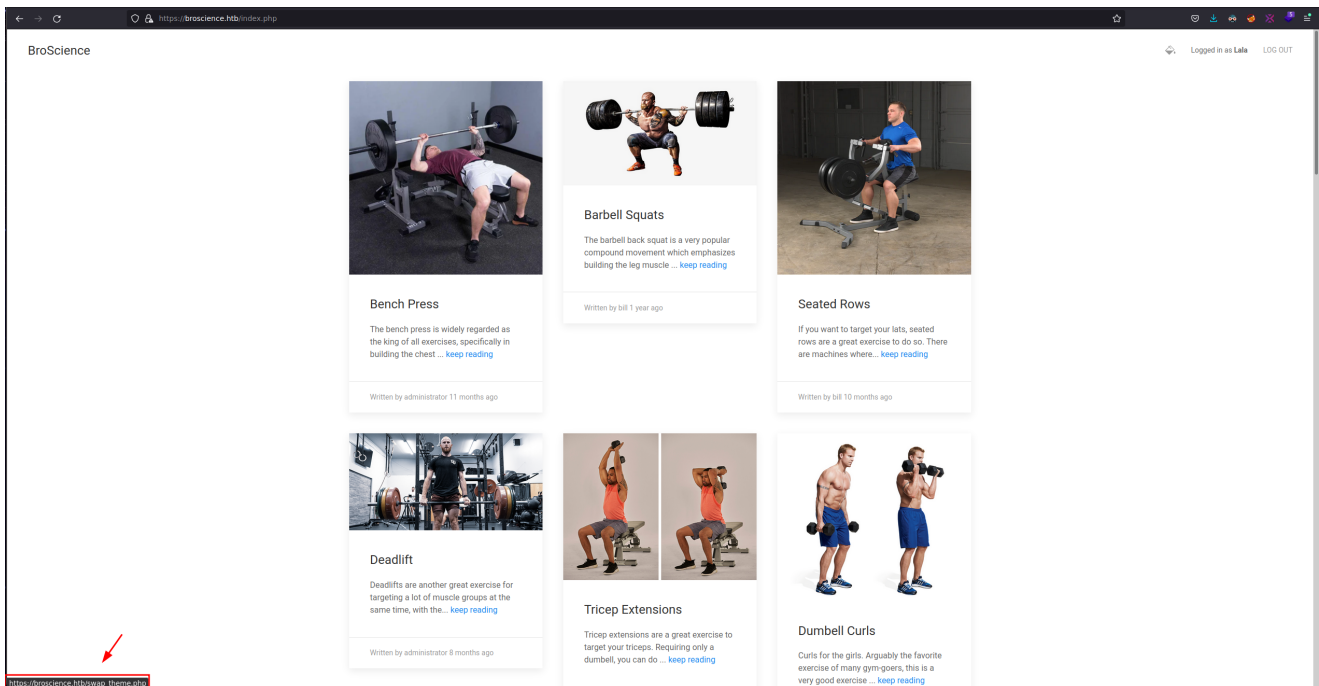 https://broscience.htb/index.php
5
BroScience
Logged in as Lala LOG OUT
Bench Press
The bench press is widely regarded as
the king of all exercises, specifically in
building the chest ... keep reading
Written by administrator 11 months ago
Barbell Squats
The barbell back squat is a very popular
compound movement which emphasizes
building the leg muscle ... keep reading
Written by bill 1 year ago
Seated Rows
If you want to target your lats, seated
rows are a great exercise to do so. There
are machines where... keep reading
Written by bill 10 months ago
Deadlift
Deadlifts are another great exercise for
targeting a lot of muscle groups at the
same time, with the... keep reading
Written by administrator 8 months ago
Tricep Extensions
Tricep extensions are a great exercise to
target your triceps. Requiring only a
dumbell, you can do ... keep reading
Dumbell Curls
Curls for the girls. Arguably the favorite
exercise of many gym-goers, this is a
very good exercise ... keep reading
https://broscience.htb/swap_theme.php